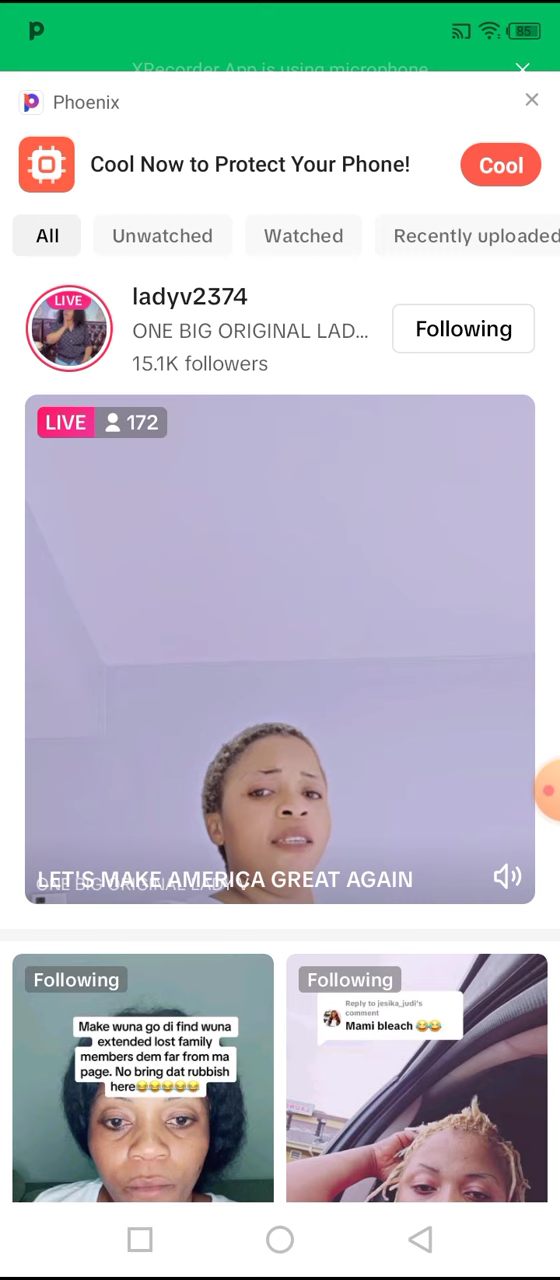 85
XRecorder App is using microphone
Phoenix
Cool Now to Protect Your Phone!
Cool
All
Unwatched
Watched
Recently uploaded
LIVE
ladyv2374
ONE BIG ORIGINAL LAD...
15.1K followers
Following
LIVE
172
LET'S MAKE AMERICA GREAT AGAIN
ONE BIG ORIGINAL LADY V
Following
Make wuna go di find wuna
extended lost family
members dem far from ma
page. No bring dat rubbish
here😂😂😂😂😂
Following
Reply to jesika_judi's
comment
Mami bleach 😂😂